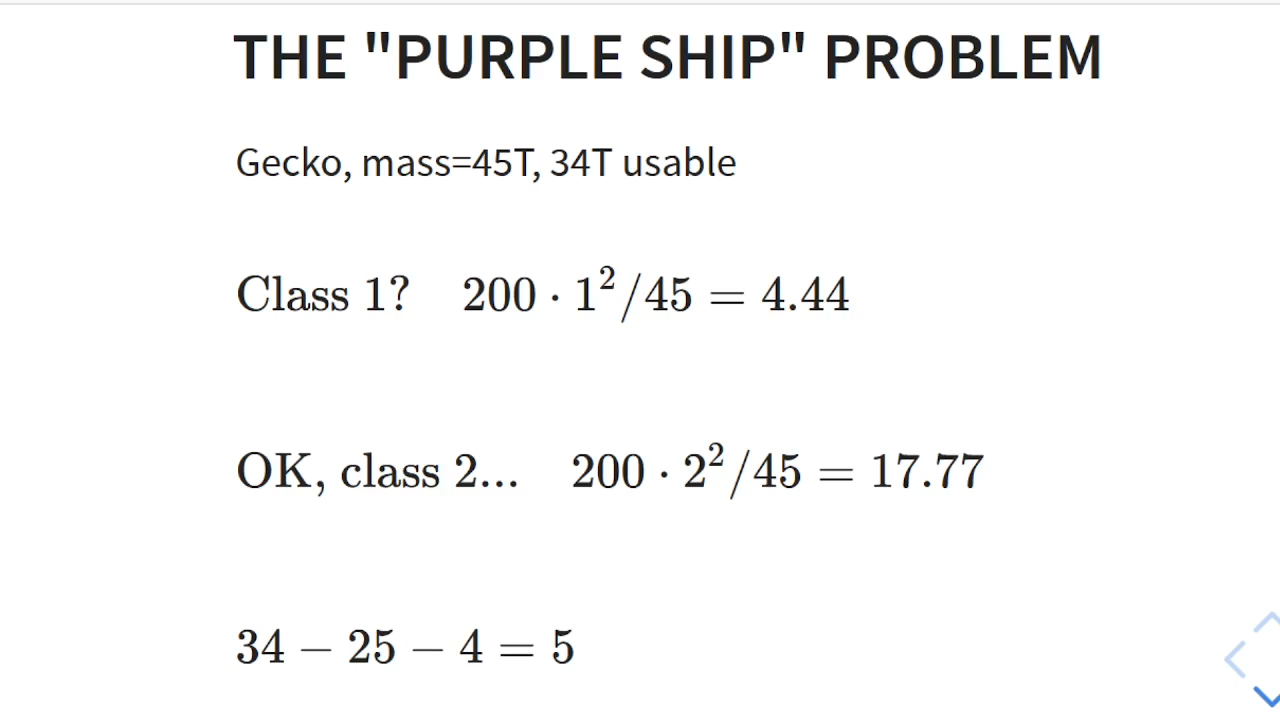 THE "PURPLE SHIP" PROBLEM
Gecko, mass=45T, 34T usable
Class 1? 200 · 1²/45 = 4.44
OK, class 2... 200 · 2²/45 = 17.77
34 − 25 − 4 = 5